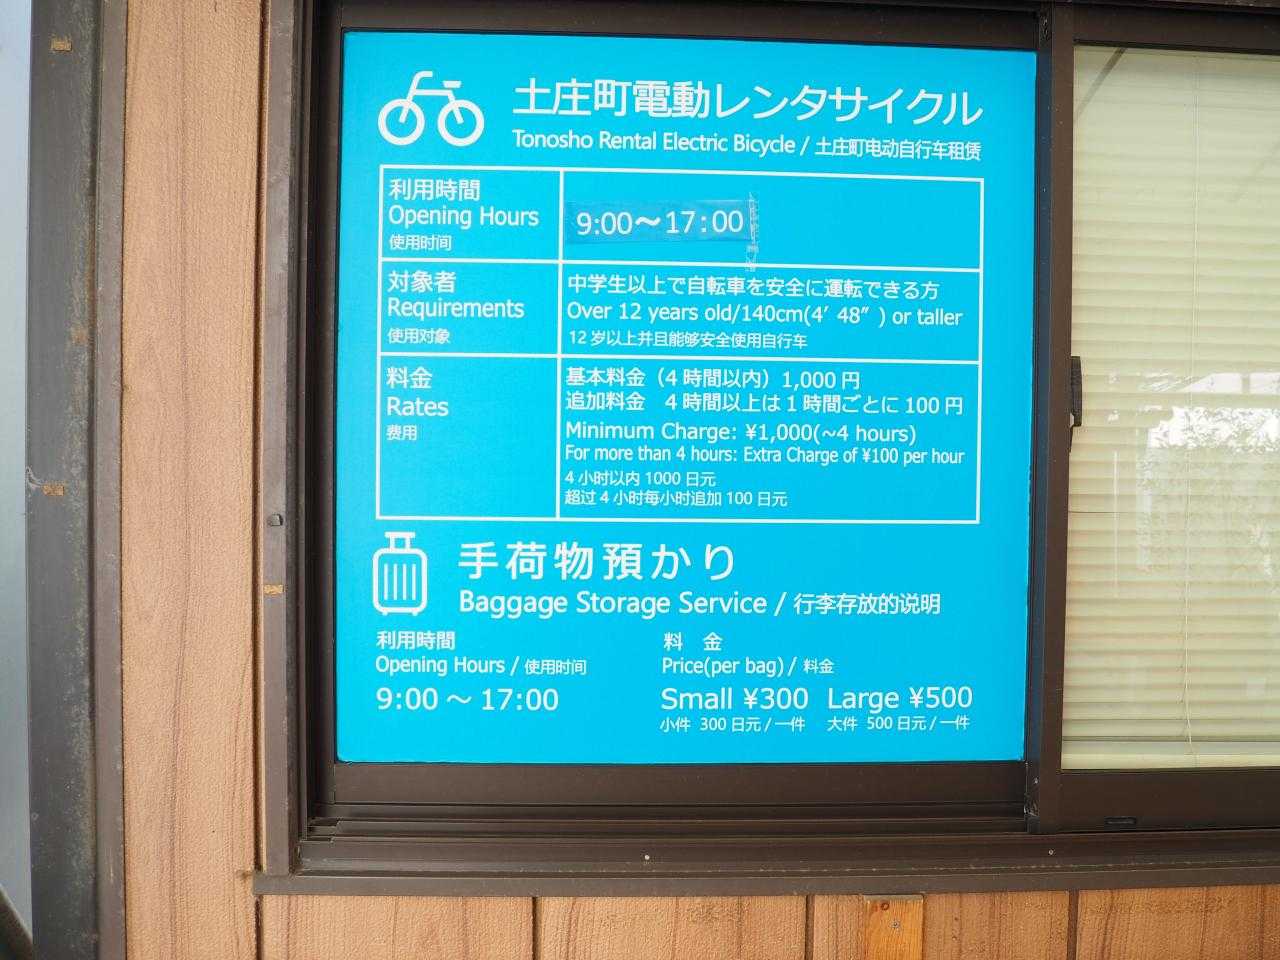 土庄町電動レンタサイクル
Tonosho Rental Electric Bicycle / 土庄町电动自行车租赁
利用時間
Opening Hours
使用时间
9:00～17:00
対象者
Requirements
使用对象
中学生以上で自転車を安全に運転できる方
Over 12 years old/140cm(4′ 48″ ) or taller
12 岁以上并且能够安全使用自行车
料金
Rates
费用
基本料金（4 時間以内）1,000 円
追加料金　4 時間以上は 1 時間ごとに 100 円
Minimum Charge: ¥1,000(~4 hours)
For more than 4 hours: Extra Charge of ¥100 per hour
4 小时以内 1000 日元
超过 4 小时每小时追加 100 日元
手荷物預かり
Baggage Storage Service / 行李存放的说明
利用時間
Opening Hours / 使用时间
9:00 ～ 17:00
料　金
Price(per bag) / 料金
Small ¥300 Large ¥500
小件 300 日元 / 一件 大件 500 日元 / 一件